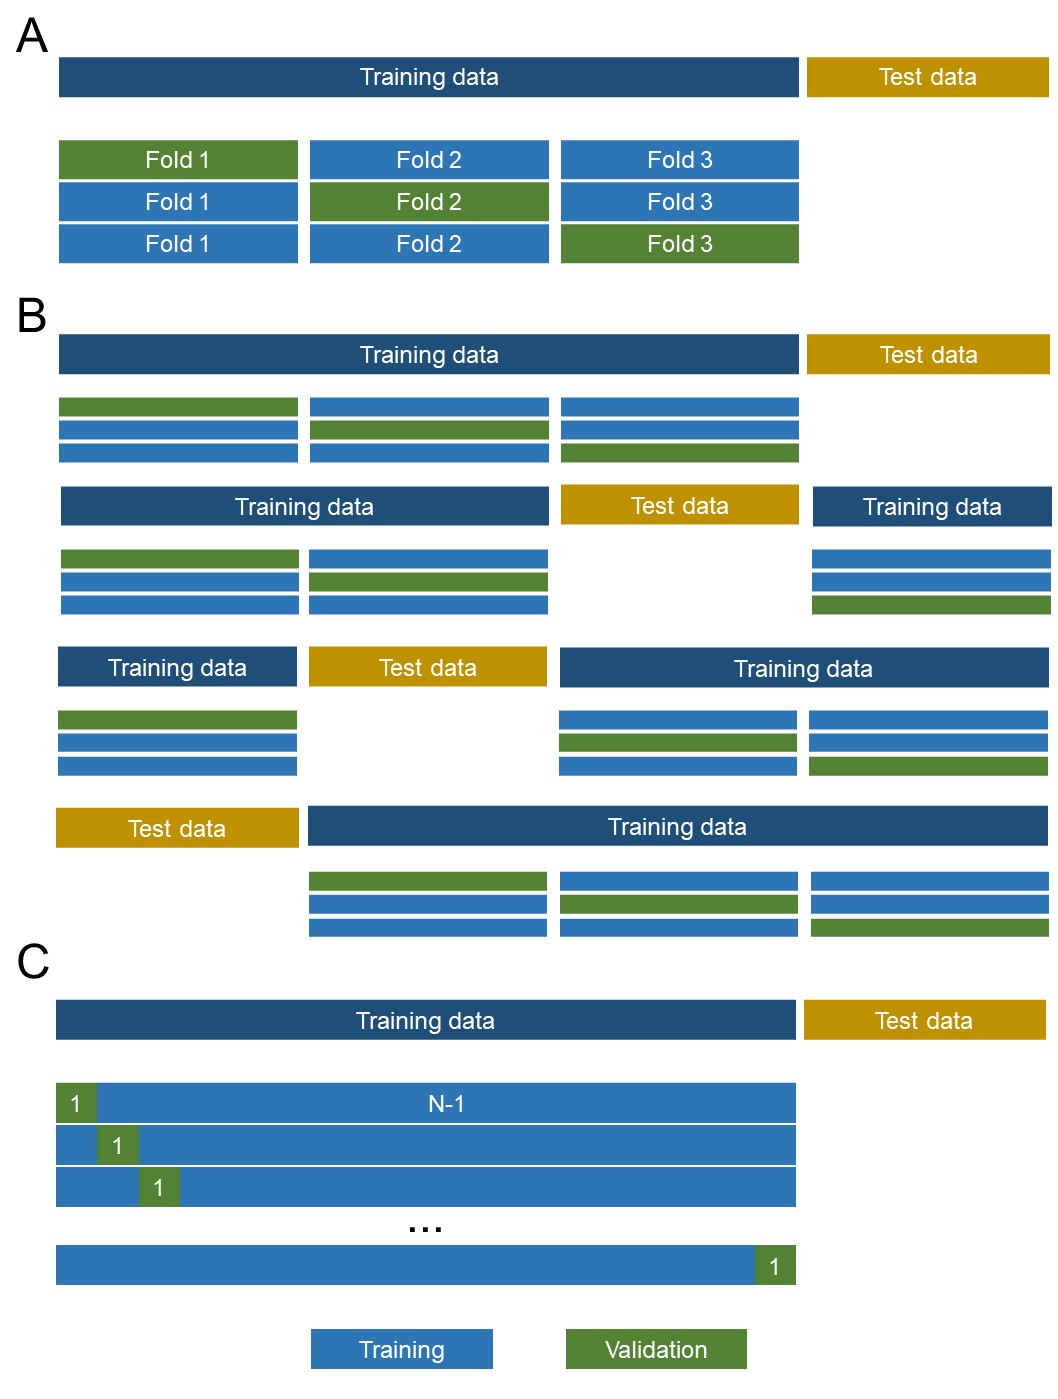 A
Training data Test data
Fold 1 Fold 2 Fold 3
Fold 1 Fold 2 Fold 3
Fold 1 Fold 2 Fold 3
B
Training data Test data
Training data Test data Training data
Training data Test data Training data
Test data Training data
C
Training data Test data
1 N-1
1
1
...
1
Training Validation